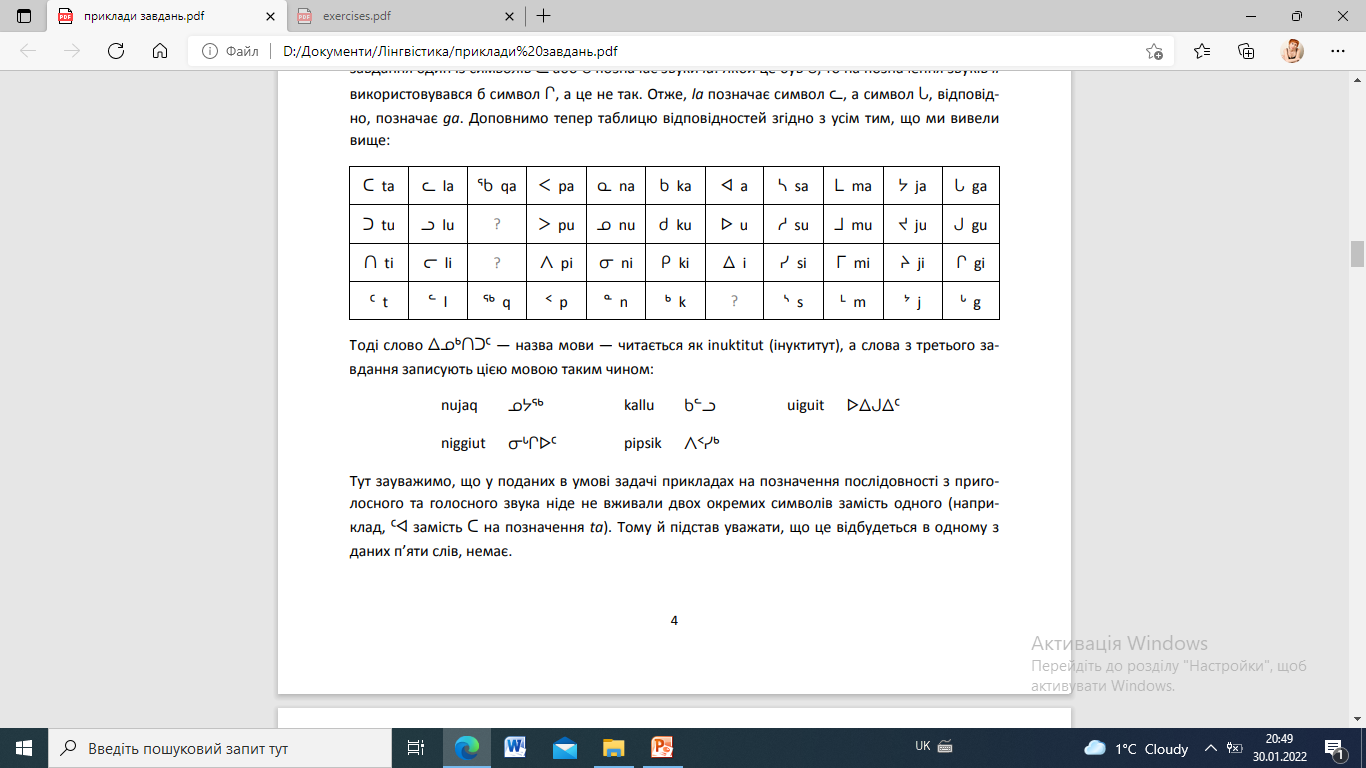 приклади завдань.pdf
exercises.pdf
Файл
D:/Документи/Лінгвістика/приклади%20завдань.pdf
використовувався б символ ᒋ, а це не так. Отже, la позначає символ ᓚ, а символ ᒐ, відповід-
но, позначає ga. Доповнимо тепер таблицю відповідностей згідно з усім тим, що ми вивели
вище:
ᑕ ta ᓚ la ᖃ qa ᐸ pa ᓇ na ᑲ ka ᐊ a ᓴ sa ᒪ ma ᔭ ja ᒐ ga
ᑐ tu ᓗ lu ? ᐳ pu ᓄ nu ᑯ ku ᐅ u ᓱ su ᒧ mu ᔪ ju ᒍ gu
ᑎ ti ᓕ li ? ᐱ pi ᓂ ni ᑭ ki ᐃ i ᓯ si ᒥ mi ᔨ ji ᒋ gi
ᑦ t ᓪ l ᖅ q ᑉ p ᓐ n ᒃ k ? ᔅ s ᒻ m ᔾ j ᒡ g
Тоді слово ᐃᓄᒃᑎᑐᑦ — назва мови — читається як inuktitut (інуктитут), а слова з третього за-
вдання записують цією мовою таким чином:
nujaq ᓄᔭᖅ kallu ᑲᓪᓗ uiguit ᐅᐃᒍᐃᑦ
niggiut ᓂᒡᒋᐅᑦ pipsik ᐱᑉᓯᒃ
Тут зауважимо, що у поданих в умові задачі прикладах на позначення послідовності з приго-
лосного та голосного звука ніде не вживали двох окремих символів замість одного (напри-
клад, ᑦᐊ замість ᑕ на позначення ta). Тому й підстав уважати, що це відбудеться в одному з
даних п’яти слів, немає.
4
Активація Windows
Перейдіть до розділу "Настройки", щоб
активувати Windows.
Введіть пошуковий запит тут
UK
1°C Cloudy
20:49
30.01.2022
1